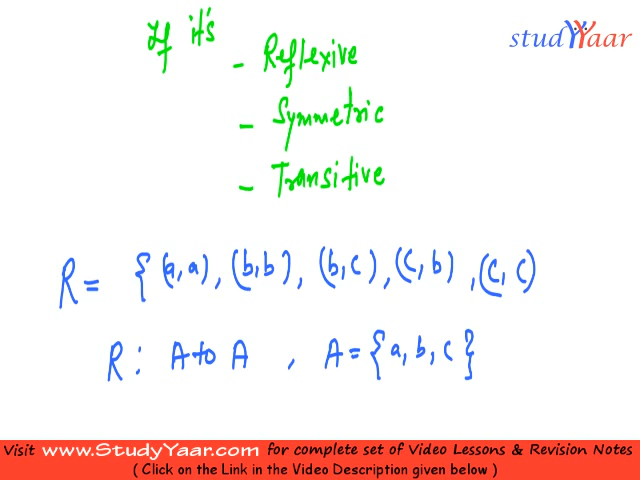 If it's
studYYaar
- Reflexive
- Symmetric
- Transitive
R = { (a,a), (b,b), (b,c), (c,b), (c,c)
R : A to A , A = {a, b, c}
Visit www.StudyYaar.com for complete set of Video Lessons & Revision Notes
( Click on the Link in the Video Description given below )